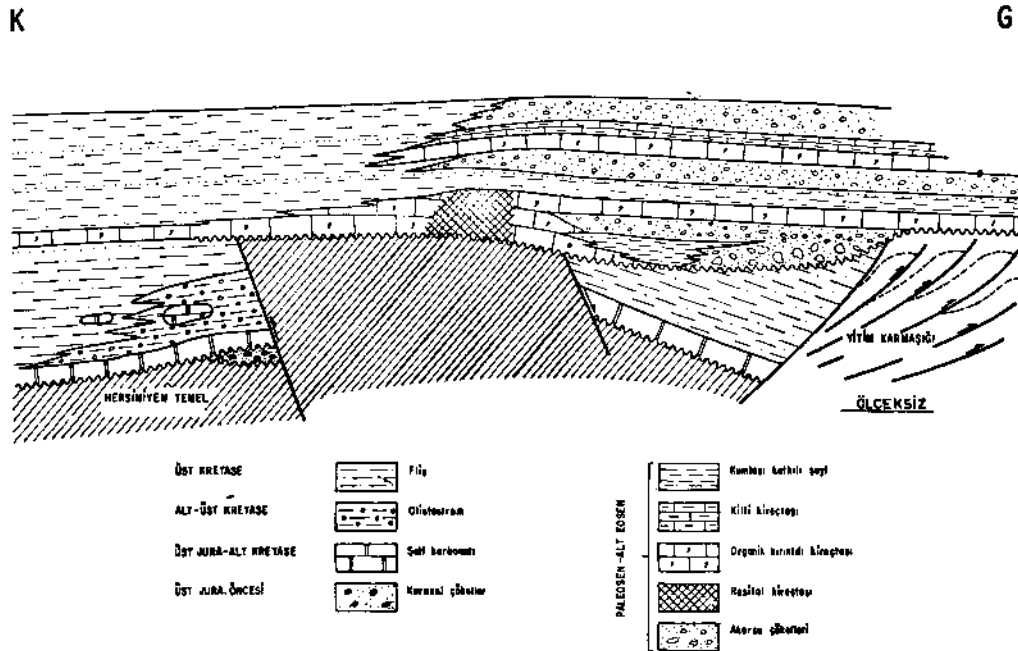 K
G
YİTİM KARMAŞIĞI
HERSİNİYEN TEMEL
ÖLÇEKSİZ
ÜST KRETASE
Fliş
ALT-ÜST KRETASE
Olistostrom
ÜST JURA-ALT KRETASE
Şelf karbonatı
ÜST JURA ÖNCESİ
Karasal çökeller
PALEOSEN-ALT EOSEN
Kumtaşı katkılı şeyl
Killi kireçtaşı
Organik kırıntılı kireçtaşı
Resifal kireçtaşı
Akarsu çökelleri